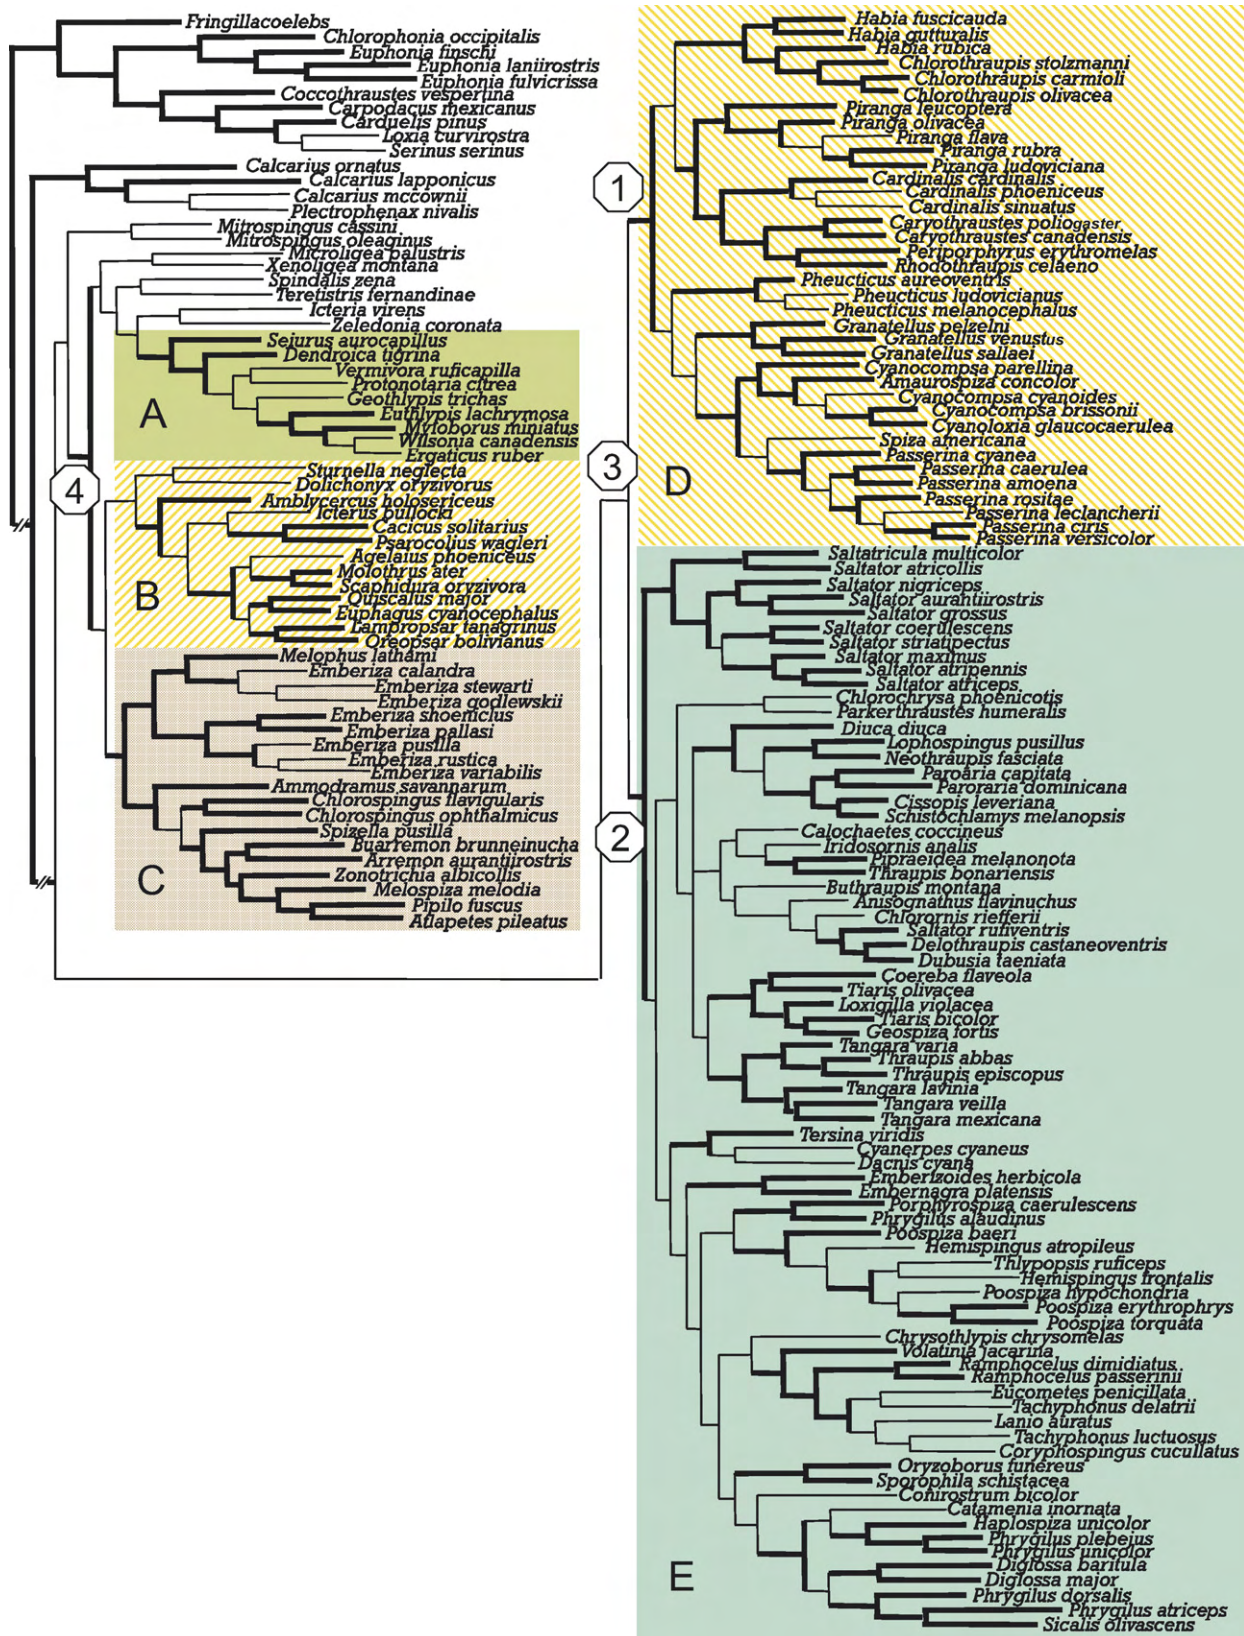 Fringillacoelebs
Chlorophonia occipitalis
Euphonia finschi
Euphonia laniirostris
Euphonia fulvicrissa
Coccothraustes vespertina
Carpodacus mexicanus
Carduelis pinus
Loxia curvirostra
Serinus serinus
Calcarius ornatus
Calcarius lapponicus
Calcarius mccownii
Plectrophenax nivalis
Mitrospingus cassini
Mitrospingus oleaginus
Microligea palustris
Xenoligea montana
Spindalis zena
Teretistris fernandinae
Icteria virens
Zeledonia coronata
Seiurus aurocapillus
Dendroica tigrina
Vermivora ruficapilla
Protonotaria citrea
Geothlypis trichas
Euthlypis lachrymosa
Myioborus miniatus
Wilsonia canadensis
Ergaticus ruber
A
4
Sturnella neglecta
Dolichonyx oryzivorus
Amblycercus holosericeus
Icterus bullocki
Cacicus solitarius
Psarocolius wagleri
Agelaius phoeniceus
Molothrus ater
Scaphidura oryzivora
Quiscalus major
Euphagus cyanocephalus
Lampropsar tanagrinus
Oreopsar bolivianus
B
Melophus lathami
Emberiza calandra
Emberiza stewarti
Emberiza godlewskii
Emberiza shoeniclus
Emberiza pallasi
Emberiza pusilla
Emberiza rustica
Emberiza variabilis
Ammodramus savannarum
Chlorospingus flavigularis
Chlorospingus ophthalmicus
Spizella pusilla
Buarremon brunneinucha
Arremon aurantiirostris
Zonotrichia albicollis
Melospiza melodia
Pipilo fuscus
Atlapetes pileatus
C
Habia fuscicauda
Habia gutturalis
Habia rubica
Chlorothraupis stolzmanni
Chlorothraupis carmioli
Chlorothraupis olivacea
Piranga leucoptera
Piranga olivacea
Piranga flava
Piranga rubra
Piranga ludoviciana
1
Cardinalis cardinalis
Cardinalis phoeniceus
Cardinalis sinuatus
Caryothraustes poliogaster
Caryothraustes canadensis
Periporphyrus erythromelas
Rhodothraupis celaeno
Pheucticus aureoventris
Pheucticus ludovicianus
Pheucticus melanocephalus
Granatellus pelzelni
Granatellus venustus
Granatellus sallaei
Cyanocompsa parellina
Amaurospiza concolor
Cyanocompsa cyanoides
Cyanocompsa brissonii
Cyanoloxia glaucocaerulea
Spiza americana
Passerina cyanea
3
Passerina caerulea
Passerina amoena
D
Passerina rositae
Passerina leclancherii
Passerina ciris
Passerina versicolor
Saltatricula multicolor
Saltator atricollis
Saltator nigriceps
Saltator aurantiirostris
Saltator grossus
Saltator coerulescens
Saltator striatipectus
Saltator maximus
Saltator atripennis
Saltator atriceps
Chlorochrysa phoenicotis
Parkerthraustes humeralis
Diuca diuca
Lophospingus pusillus
Neothraupis fasciata
Paroaria capitata
Pararia dominicana
Cissopis leveriana
Schistochlamys melanopsis
Calochaetes coccineus
2
Iridosornis analis
Pipraeidea melanonota
Thraupis bonariensis
Buthraupis montana
Anisognathus flavinuchus
Chlorornis riefferii
Saltator rufiventris
Delothraupis castaneoventris
Dubusia taeniata
Coereba flaveola
Tiaris olivacea
Loxigilla violacea
Tiaris bicolor
Geospiza fortis
Tangara varia
Thraupis abbas
Thraupis episcopus
Tangara lavinia
Tangara veilla
Tangara mexicana
Tersina viridis
Cyanerpes cyaneus
Dacnis cyana
Emberizoides herbicola
Embernagra platensis
Porphyrospiza caerulescens
Phrygilus alaudinus
Poospiza baeri
Hemispingus atropileus
Thlypopsis ruficeps
Hemispingus frontalis
Poospiza hypochondria
Poospiza erythrophrys
Poospiza torquata
Chrysothlypis chrysomelas
Volatinia jacarina
Ramphocelus dimidiatus
Ramphocelus passerinii
Eucometes penicillata
Tachyphonus delatrii
Lanio auratus
Tachyphonus luctuosus
Coryphospingus cucullatus
Oryzoborus funereus
Sporophila schistacea
Conirostrum bicolor
Catamenia inornata
Haplospiza unicolor
Phrygilus plebeius
Phrygilus unicolor
Diglossa baritula
Diglossa major
E
Phrygilus dorsalis
Phrygilus atriceps
Sicalis olivascens